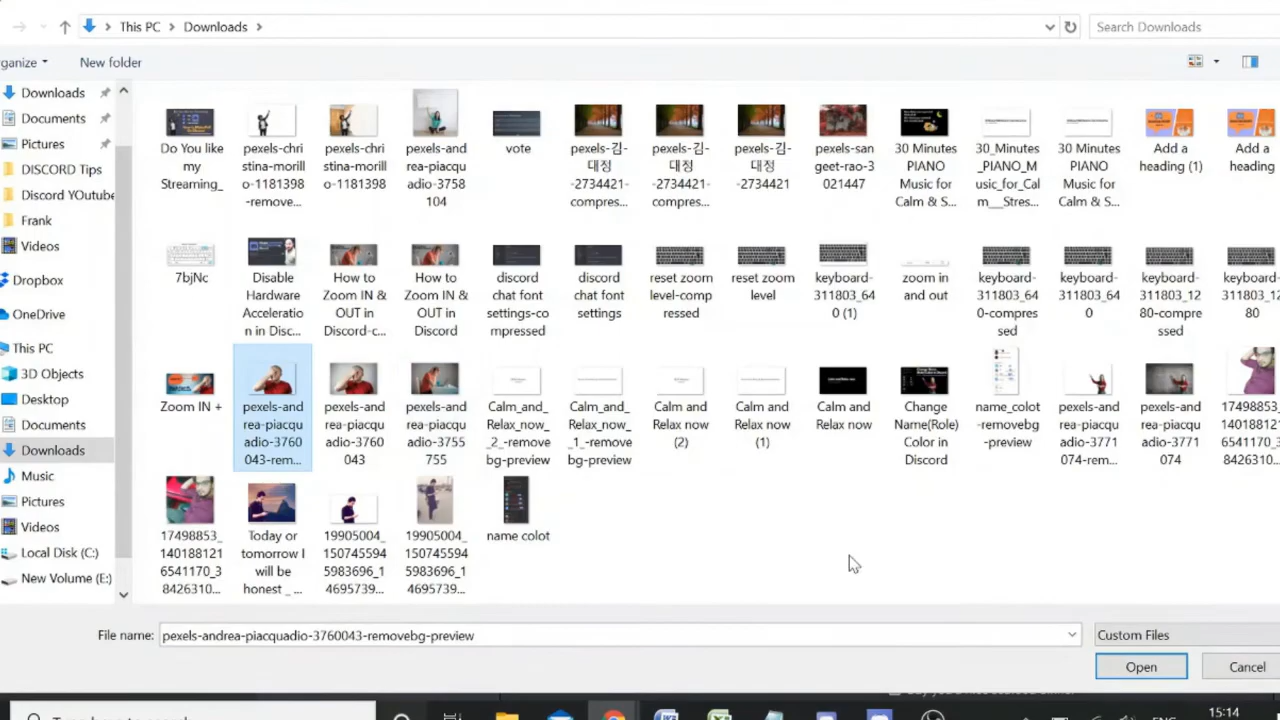 This PC > Downloads >
Search Downloads
ganize
New folder
Downloads
Documents
Pictures
DISCORD Tips
Discord YOutube
Frank
Videos
Dropbox
OneDrive
This PC
3D Objects
Desktop
Documents
Downloads
Music
Pictures
Videos
Local Disk (C:)
New Volume (E:)
Do You like
my
Streaming_
pexels-chri
stina-morill
o-1181398
-remove...
pexels-chri
stina-morill
o-1181398
pexels-and
rea-piacqu
adio-3758
104
vote
pexels-김-
대정
-2734421-
compres...
pexels-김-
대정
-2734421-
compres...
pexels-김-
대정
-2734421
pexels-san
geet-rao-3
021447
30 Minutes
PIANO
Music for
Calm & S...
30_Minutes
_PIANO_M
usic_for_Cal
m___Stres...
30 Minutes
PIANO
Music for
Calm & S...
Add a
heading (1)
Add a
heading
7bjNc
Disable
Hardware
Acceleratio
n in Disc...
How to
Zoom IN &
OUT in
Discord-c...
How to
Zoom IN &
OUT in
Discord
discord
chat font
settings-co
mpressed
discord
chat font
settings
reset zoom
level-comp
ressed
reset zoom
level
keyboard-
311803_64
0 (1)
zoom in
and out
keyboard-
311803_64
0-compres
sed
keyboard-
311803_64
0
keyboard-
311803_12
80-compre
ssed
keyboard-
311803_12
80
Zoom IN +
pexels-and
rea-piacqu
adio-3760
043-rem...
pexels-and
rea-piacqu
adio-3760
043
pexels-and
rea-piacqu
adio-3755
755
Calm_and_
Relax_now_
_2_-remove
bg-preview
Calm_and_
Relax_now_
_1_-remove
bg-preview
Calm and
Relax now
(2)
Calm and
Relax now
(1)
Calm and
Relax now
Change
Name(Role)
Color in
Discord
name_colot
-removebg
-preview
pexels-and
rea-piacqu
adio-3771
074-rem...
pexels-and
rea-piacqu
adio-3771
074
17498853_
140188121
6541170_3
8426310...
17498853_
140188121
6541170_3
8426310...
Today or
tomorrow I
will be
honest _ ...
19905004_
150745594
5983696_1
4695739...
19905004_
150745594
5983696_1
4695739...
name colot
File name: pexels-andrea-piacquadio-3760043-removebg-preview
Custom Files
Open
Cancel
15:14